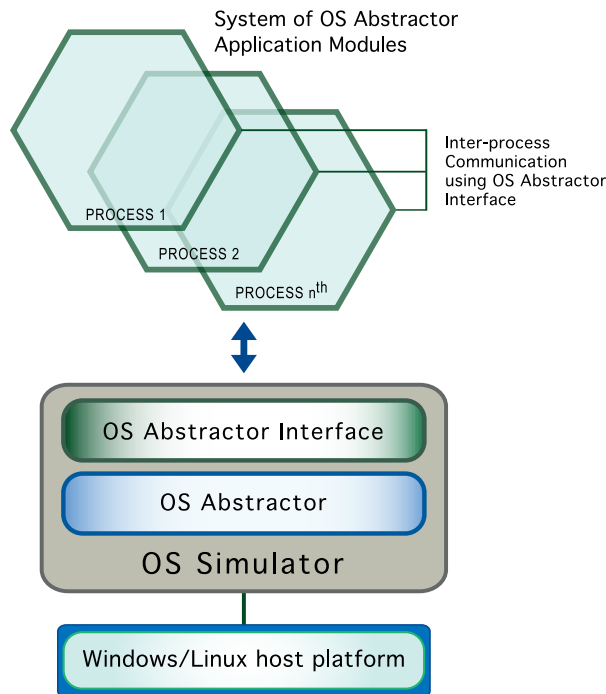 System of OS Abstractor
Application Modules
Inter-process
Communication
using OS Abstractor
Interface
PROCESS 1
PROCESS 2
PROCESS nth
OS Abstractor Interface
OS Abstractor
OS Simulator
Windows/Linux host platform